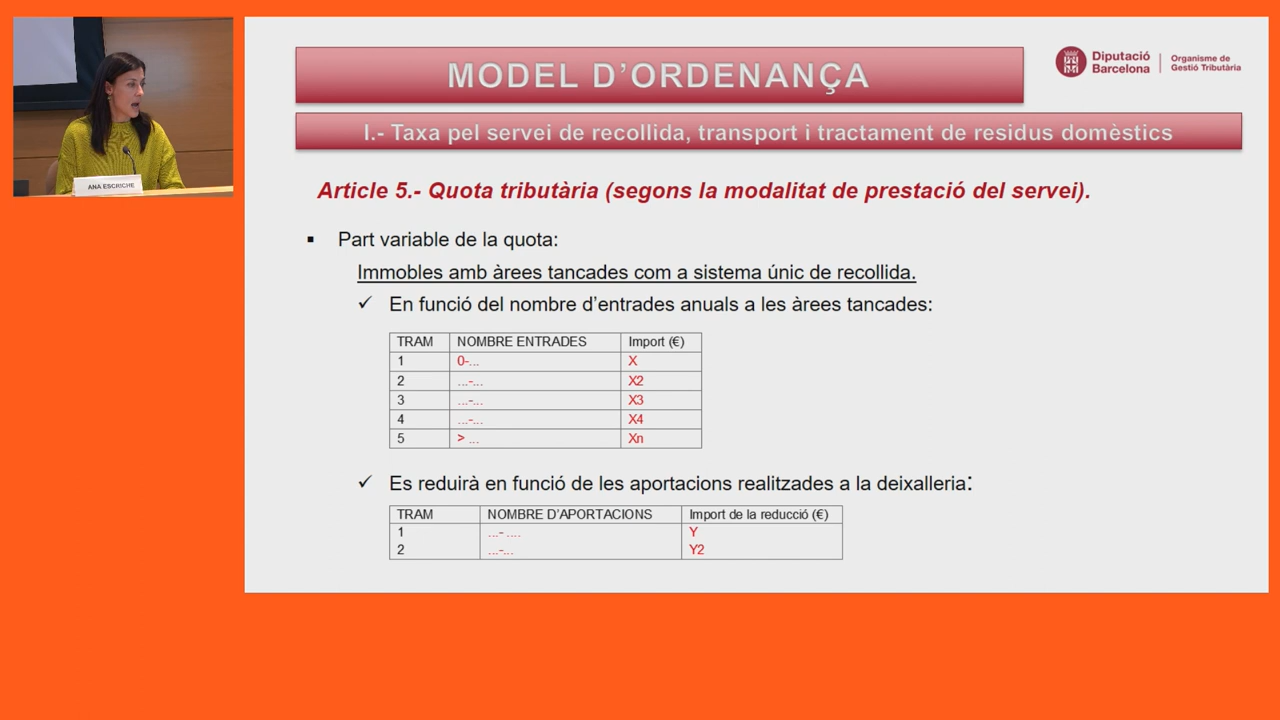 ANA ESCRICHE
MODEL D'ORDENANÇA
Diputació
Barcelona
Organisme de
Gestió Tributària
I.- Taxa pel servei de recollida, transport i tractament de residus domèstics
Article 5.- Quota tributària (segons la modalitat de prestació del servei).
▪ Part variable de la quota:
Immobles amb àrees tancades com a sistema únic de recollida.
✓ En funció del nombre d'entrades anuals a les àrees tancades:
TRAM NOMBRE ENTRADES Import (€)
1 0-... X
2 ...-... X2
3 ...-... X3
4 ...-... X4
5 > ... Xn
✓ Es reduirà en funció de les aportacions realitzades a la deixalleria:
TRAM NOMBRE D'APORTACIONS Import de la reducció (€)
1 ...- .... Y
2 ...-... Y2